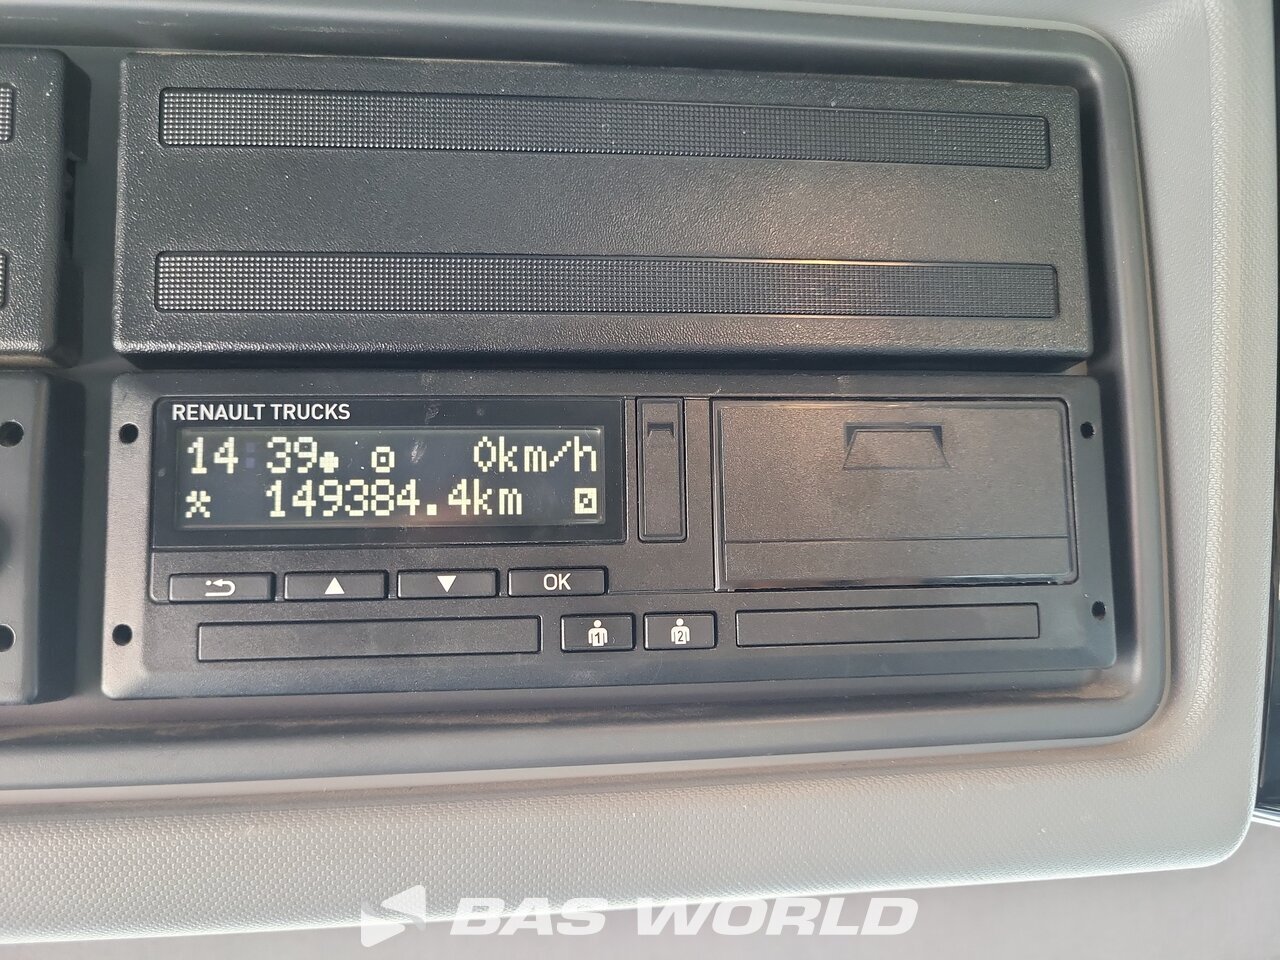 RENAULT TRUCKS
14:39 0km/h
149384.4km
OK
1 2
BAS WORLD